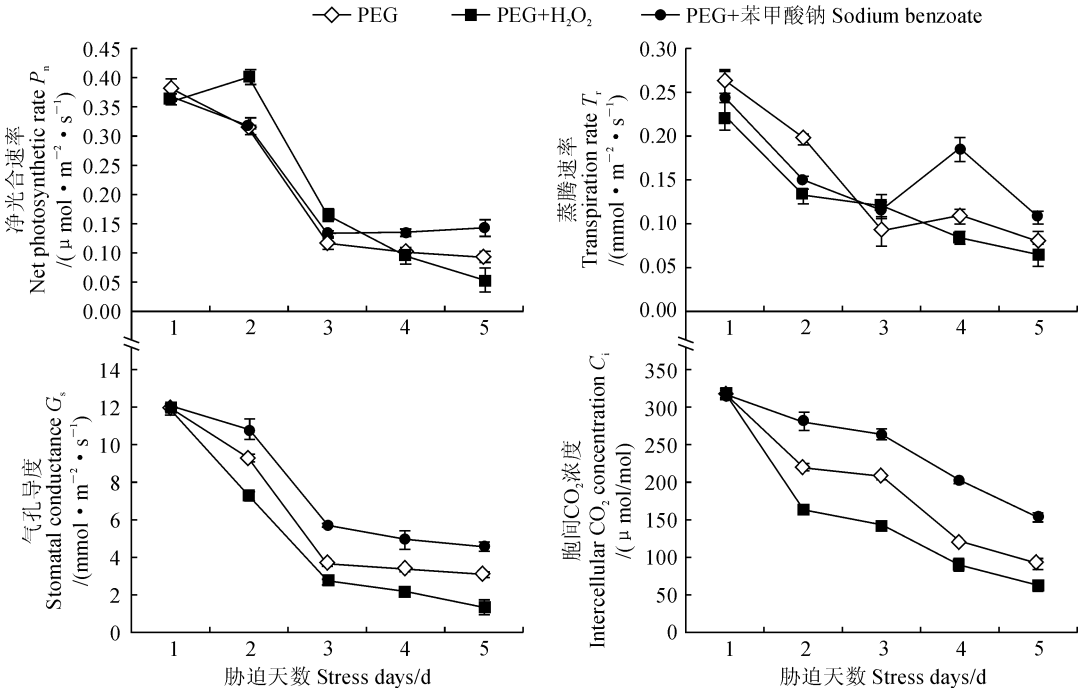 PEG
PEG+H₂O₂
PEG+苯甲酸钠 Sodium benzoate
净光合速率
Net photosynthetic rate Pₙ
/(μ mol•m⁻²•s⁻¹)
0.45
0.40
0.35
0.30
0.25
0.20
0.15
0.10
0.05
0.00
1 2 3 4 5
蒸腾速率
Transpiration rate Tᵣ
/(mmol•m⁻²•s⁻¹)
0.30
0.25
0.20
0.15
0.10
0.05
0.00
1 2 3 4 5
气孔导度
Stomatal conductance Gₛ
/(mmol•m⁻²•s⁻¹)
14
12
10
8
6
4
2
0
1 2 3 4 5
胁迫天数 Stress days/d
胞间CO₂浓度
Intercellular CO₂ concentration Cᵢ
/(μ mol/mol)
350
300
250
200
150
100
50
0
1 2 3 4 5
胁迫天数 Stress days/d